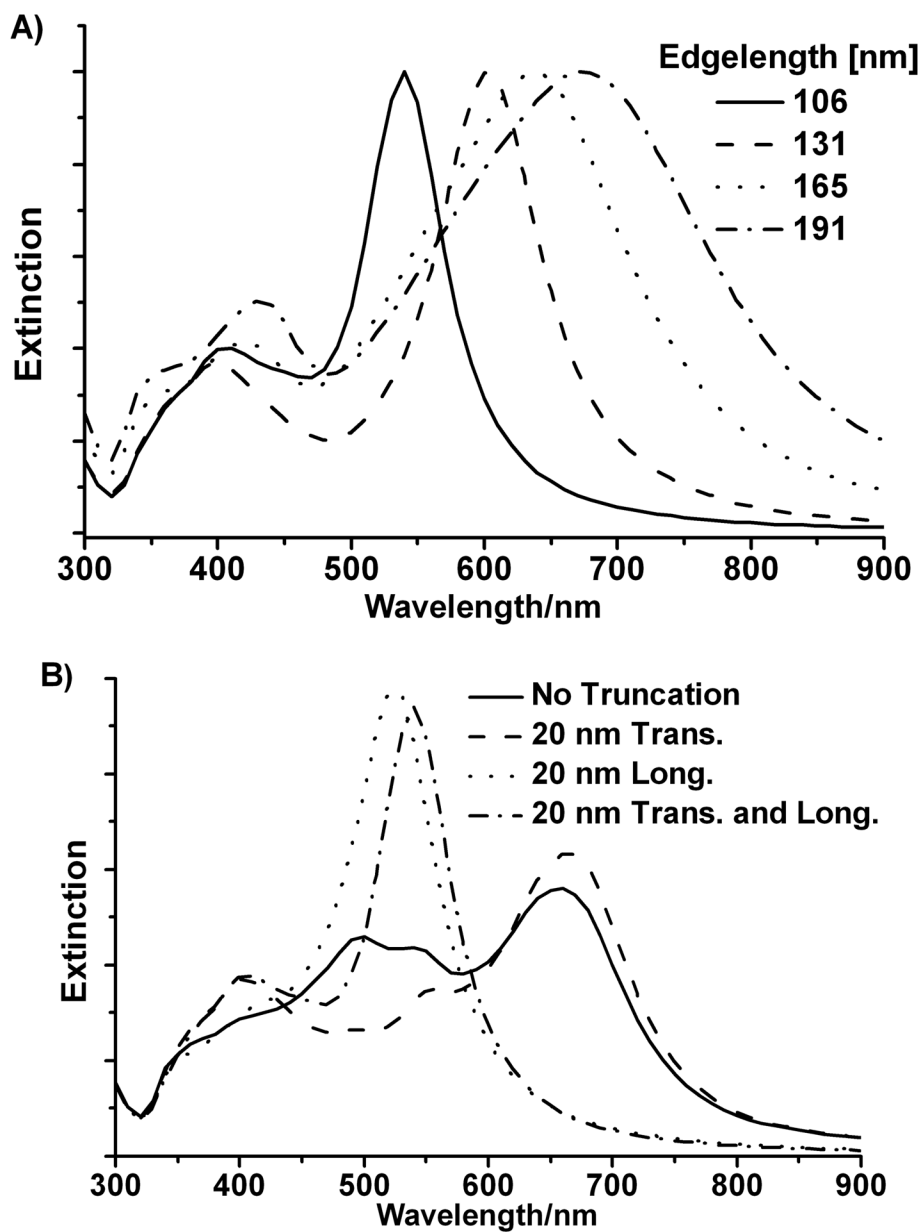 A)
Edgelength [nm]
106
131
165
191
Extinction
300 400 500 600 700 800 900
Wavelength/nm
B)
No Truncation
20 nm Trans.
20 nm Long.
20 nm Trans. and Long.
Extinction
300 400 500 600 700 800 900
Wavelength/nm